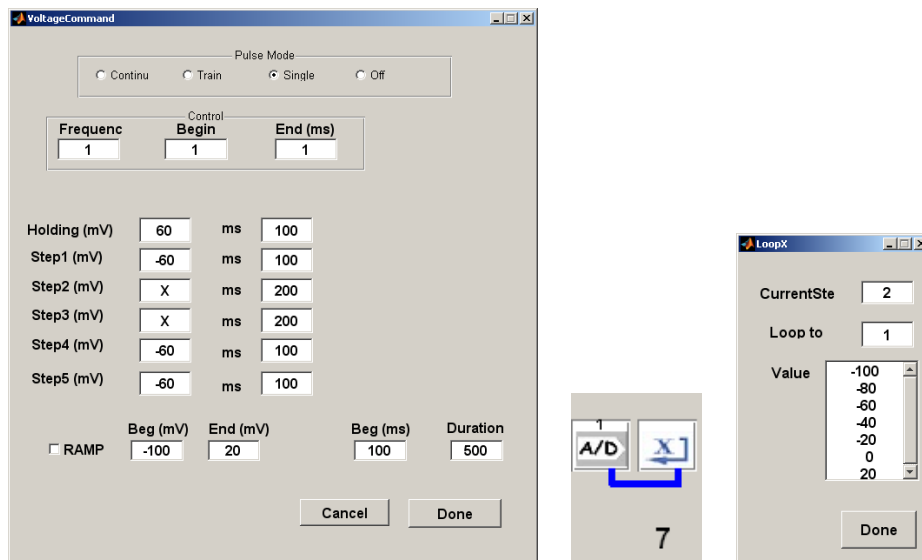 VoltageCommand
Pulse Mode
Continu Train Single Off
Control
Frequenc Begin End (ms)
1 1 1
Holding (mV) 60 ms 100
Step1 (mV) -60 ms 100
Step2 (mV) X ms 200
Step3 (mV) X ms 200
Step4 (mV) -60 ms 100
Step5 (mV) -60 ms 100
Beg (mV) End (mV) Beg (ms) Duration
RAMP -100 20 100 500
Cancel Done
1
A/D X
7
LoopX
CurrentSte 2
Loop to 1
Value -100
-80
-60
-40
-20
0
20
Done